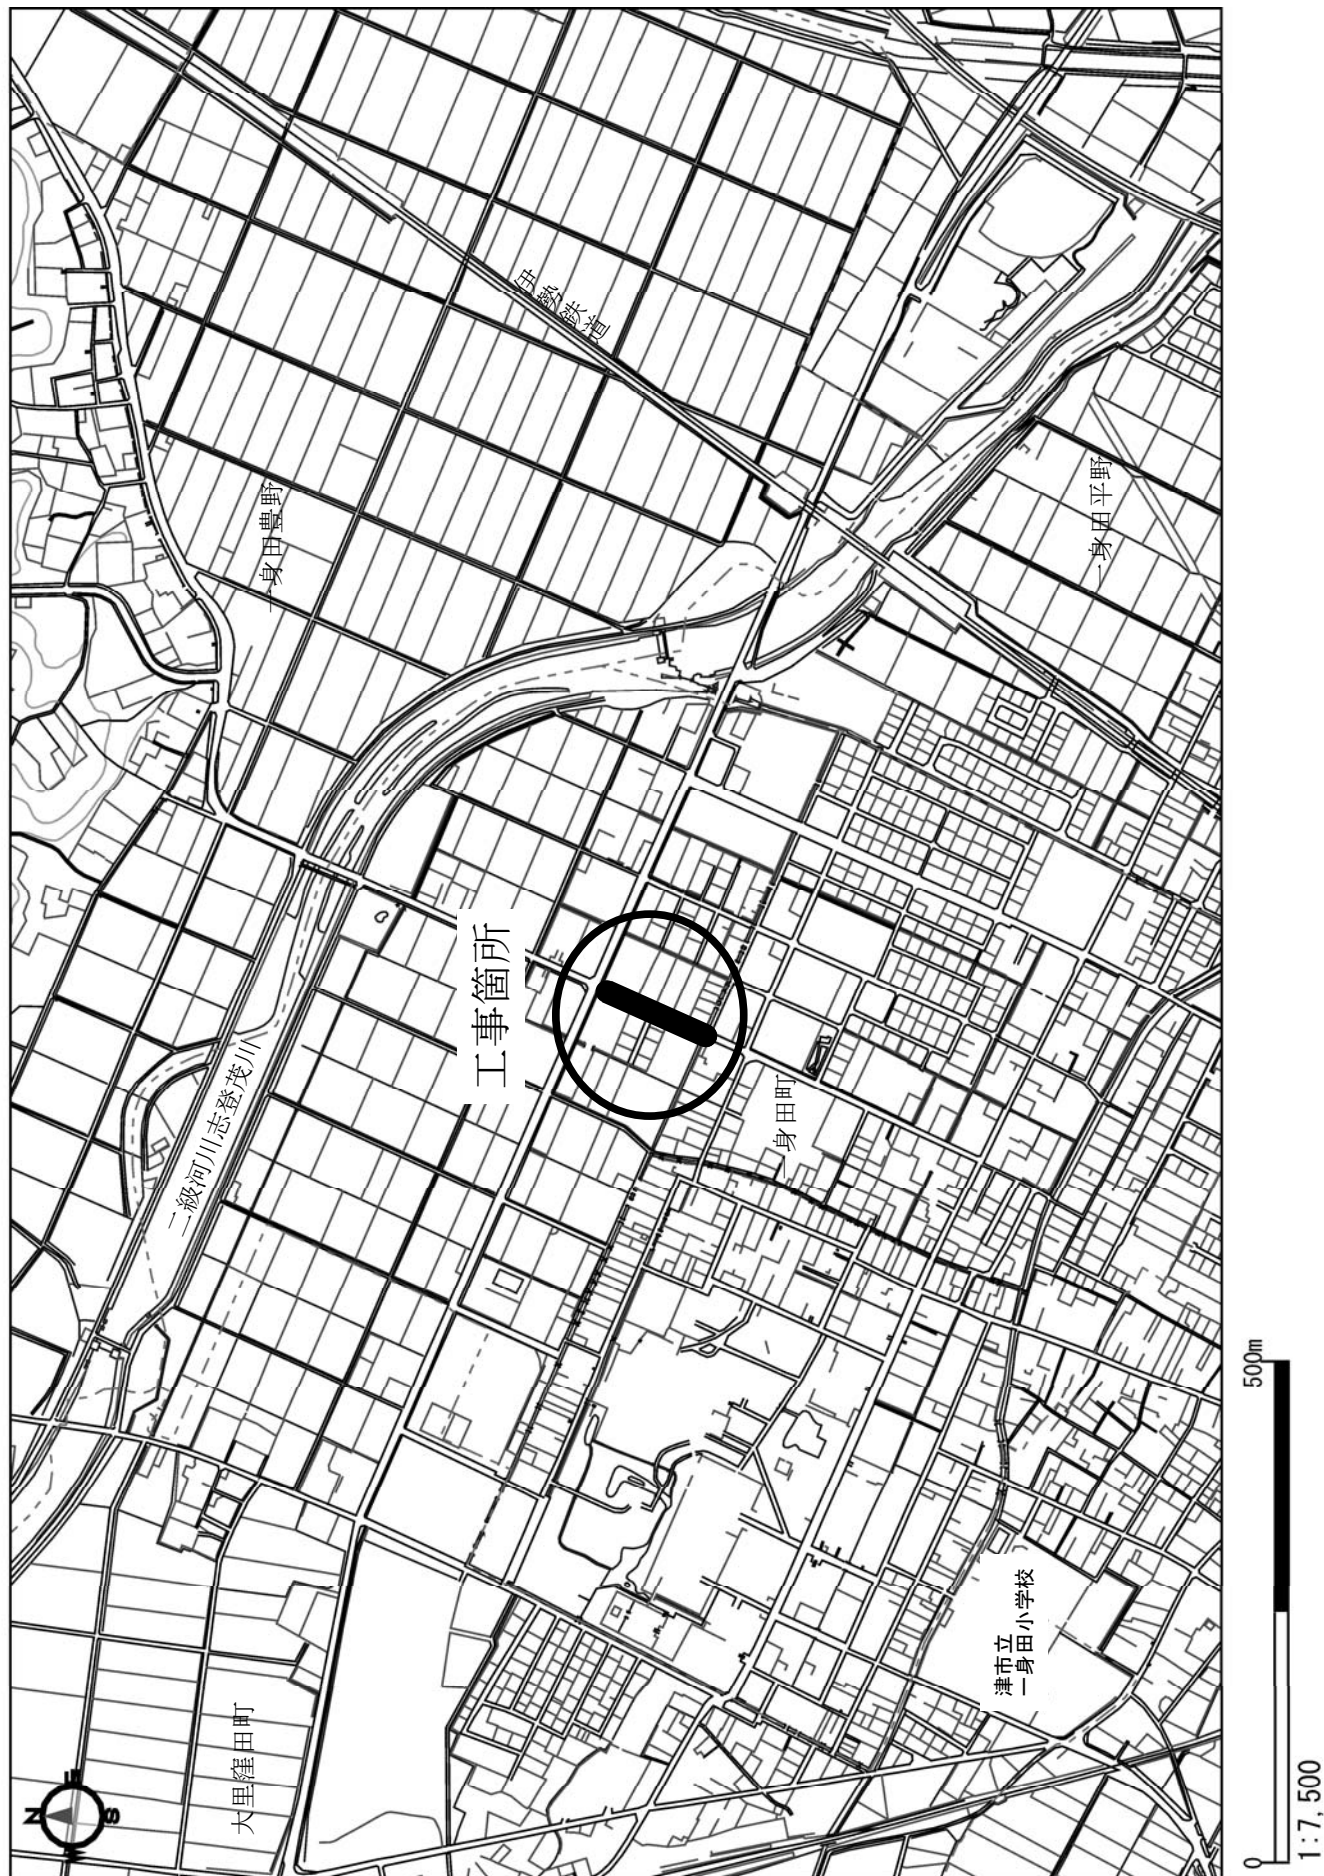 伊勢鉄道
一身田豊野
一身田平野
工事箇所
二級河川志登茂川
一身田町
大里窪田町
津市立
一身田小学校
N
E
S
W
0
500m
1:7,500